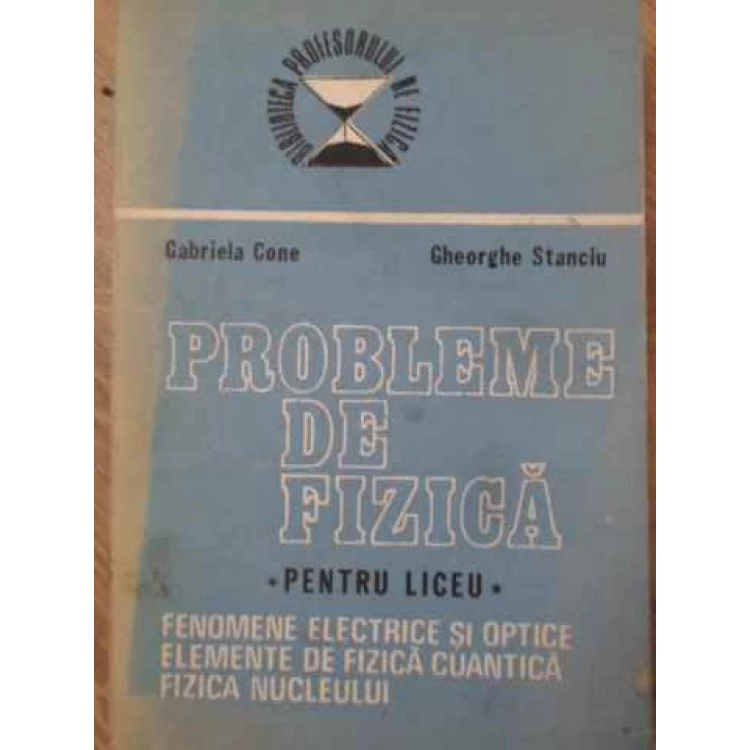 BIBLIOTECA PROFESORULUI DE FIZICĂ
Gabriela Cone Gheorghe Stanciu
PROBLEME
DE
FIZICĂ
• PENTRU LICEU •
FENOMENE ELECTRICE ȘI OPTICE
ELEMENTE DE FIZICĂ CUANTICĂ
FIZICA NUCLEULUI